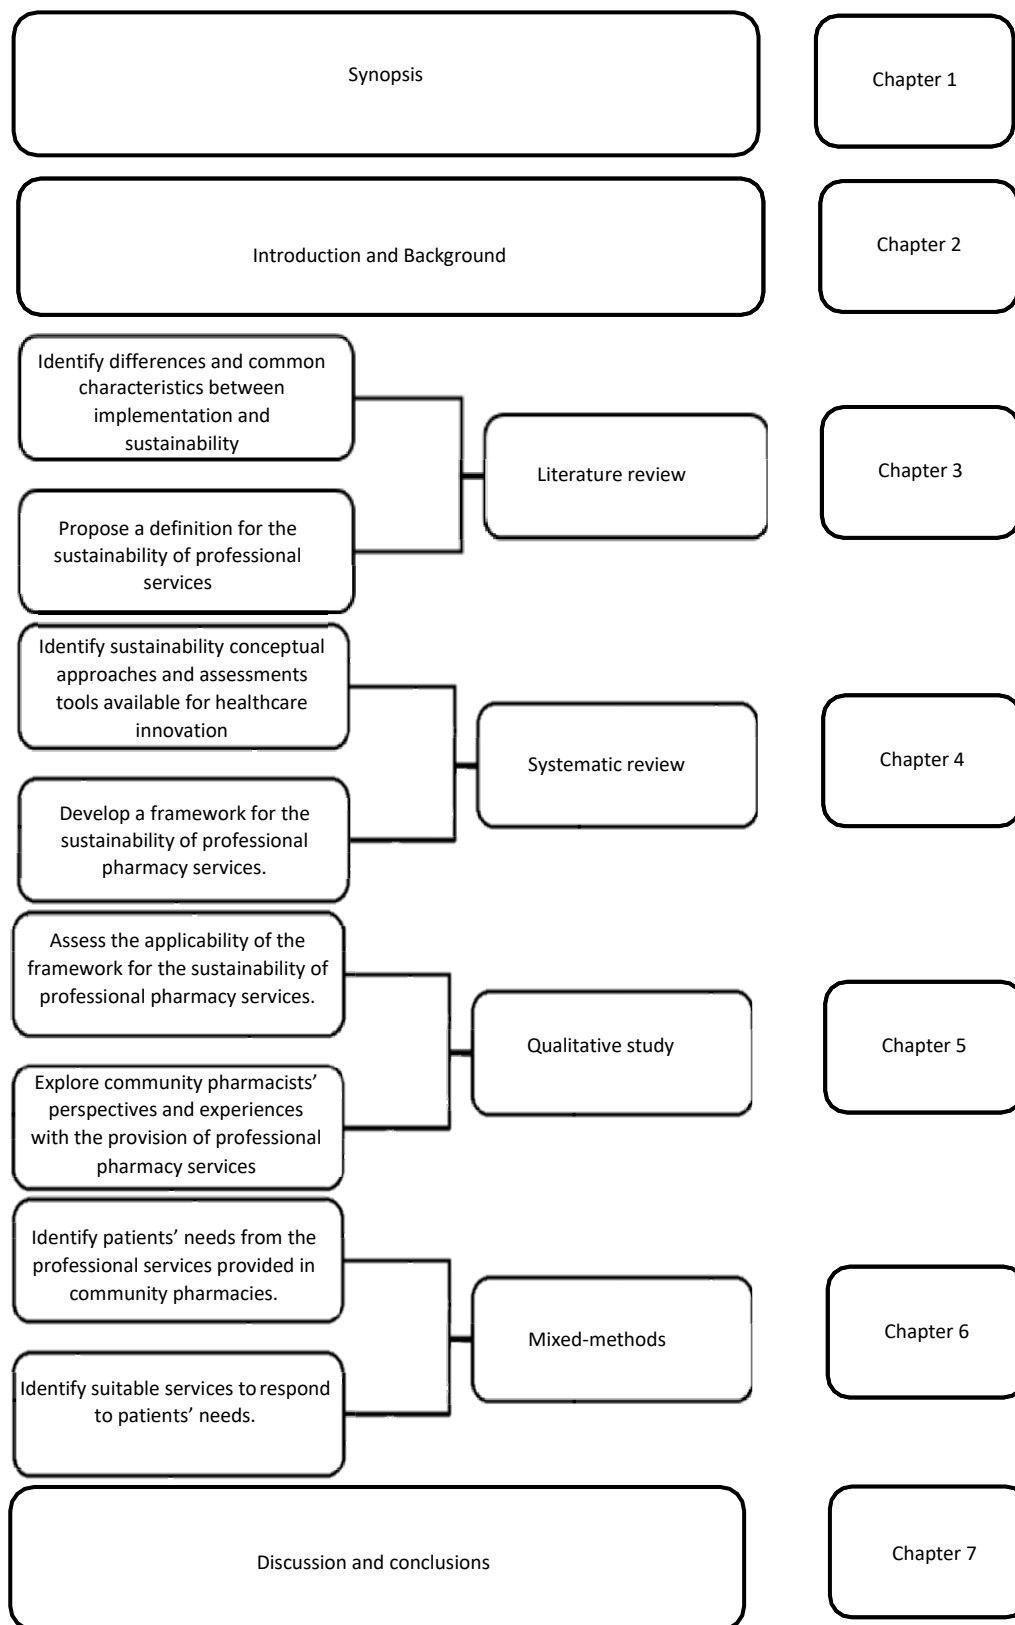 Synopsis
Chapter 1
Introduction and Background
Chapter 2
Identify differences and common
characteristics between
implementation and
sustainability
Literature review
Chapter 3
Propose a definition for the
sustainability of professional
services
Identify sustainability conceptual
approaches and assessments
tools available for healthcare
innovation
Systematic review
Chapter 4
Develop a framework for the
sustainability of professional
pharmacy services.
Assess the applicability of the
framework for the sustainability of
professional pharmacy services.
Qualitative study
Chapter 5
Explore community pharmacists’
perspectives and experiences
with the provision of professional
pharmacy services
Identify patients’ needs from the
professional services provided in
community pharmacies.
Mixed-methods
Chapter 6
Identify suitable services to respond
to patients’ needs.
Discussion and conclusions
Chapter 7